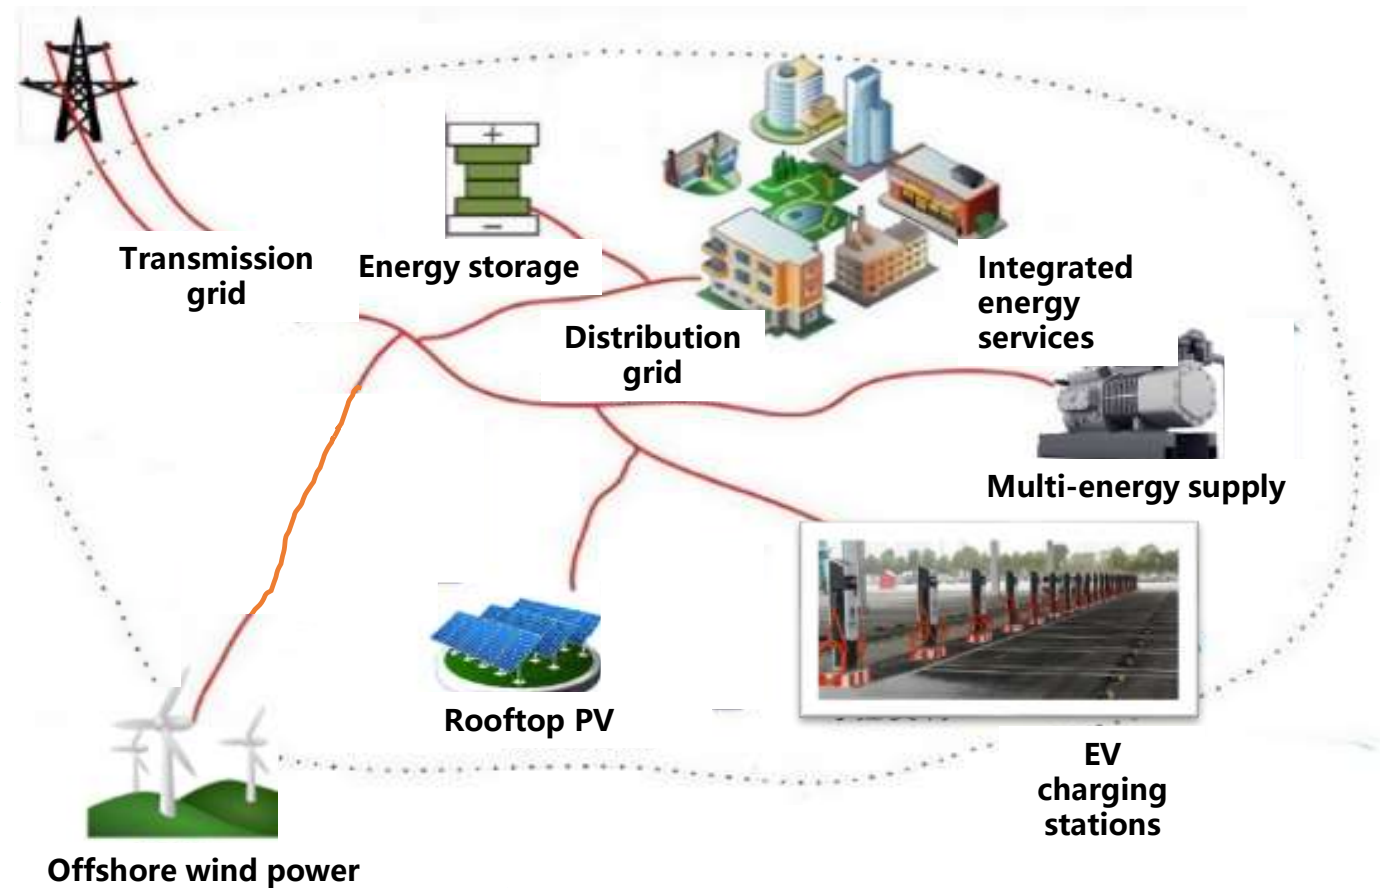 +
−
Transmission
grid
Energy storage
Integrated
energy
services
Distribution
grid
Multi-energy supply
Rooftop PV
EV
charging
stations
Offshore wind power